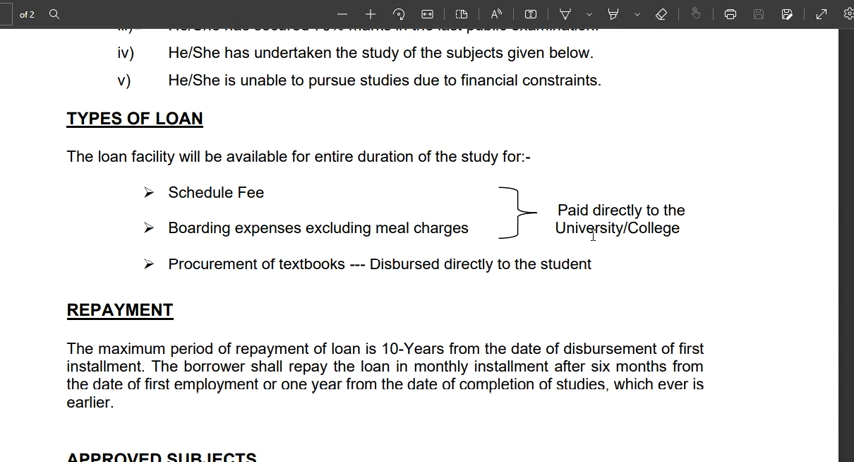 of 2
iv) He/She has undertaken the study of the subjects given below.
v) He/She is unable to pursue studies due to financial constraints.
TYPES OF LOAN
The loan facility will be available for entire duration of the study for:-
➢ Schedule Fee
➢ Boarding expenses excluding meal charges
Paid directly to the
University/College
➢ Procurement of textbooks --- Disbursed directly to the student
REPAYMENT
The maximum period of repayment of loan is 10-Years from the date of disbursement of first
installment. The borrower shall repay the loan in monthly installment after six months from
the date of first employment or one year from the date of completion of studies, which ever is
earlier.
APPROVED SUBJECTS